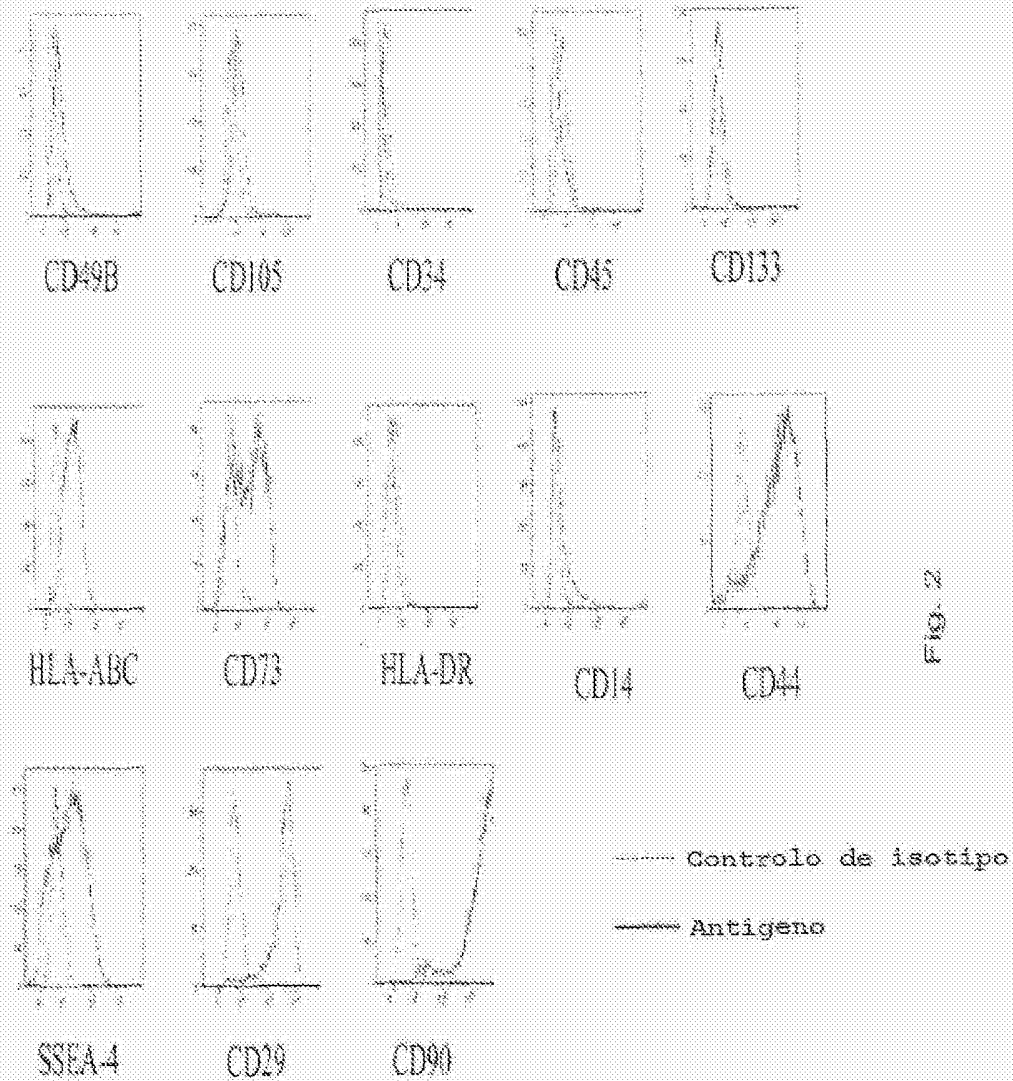 CD49B CD105 CD34 CD45 CD133
HLA-ABC CD73 HLA-DR CD14 CD44
Fig. 2
SSEA-4 CD29 CD90
Controlo de isotipo
Antigeno